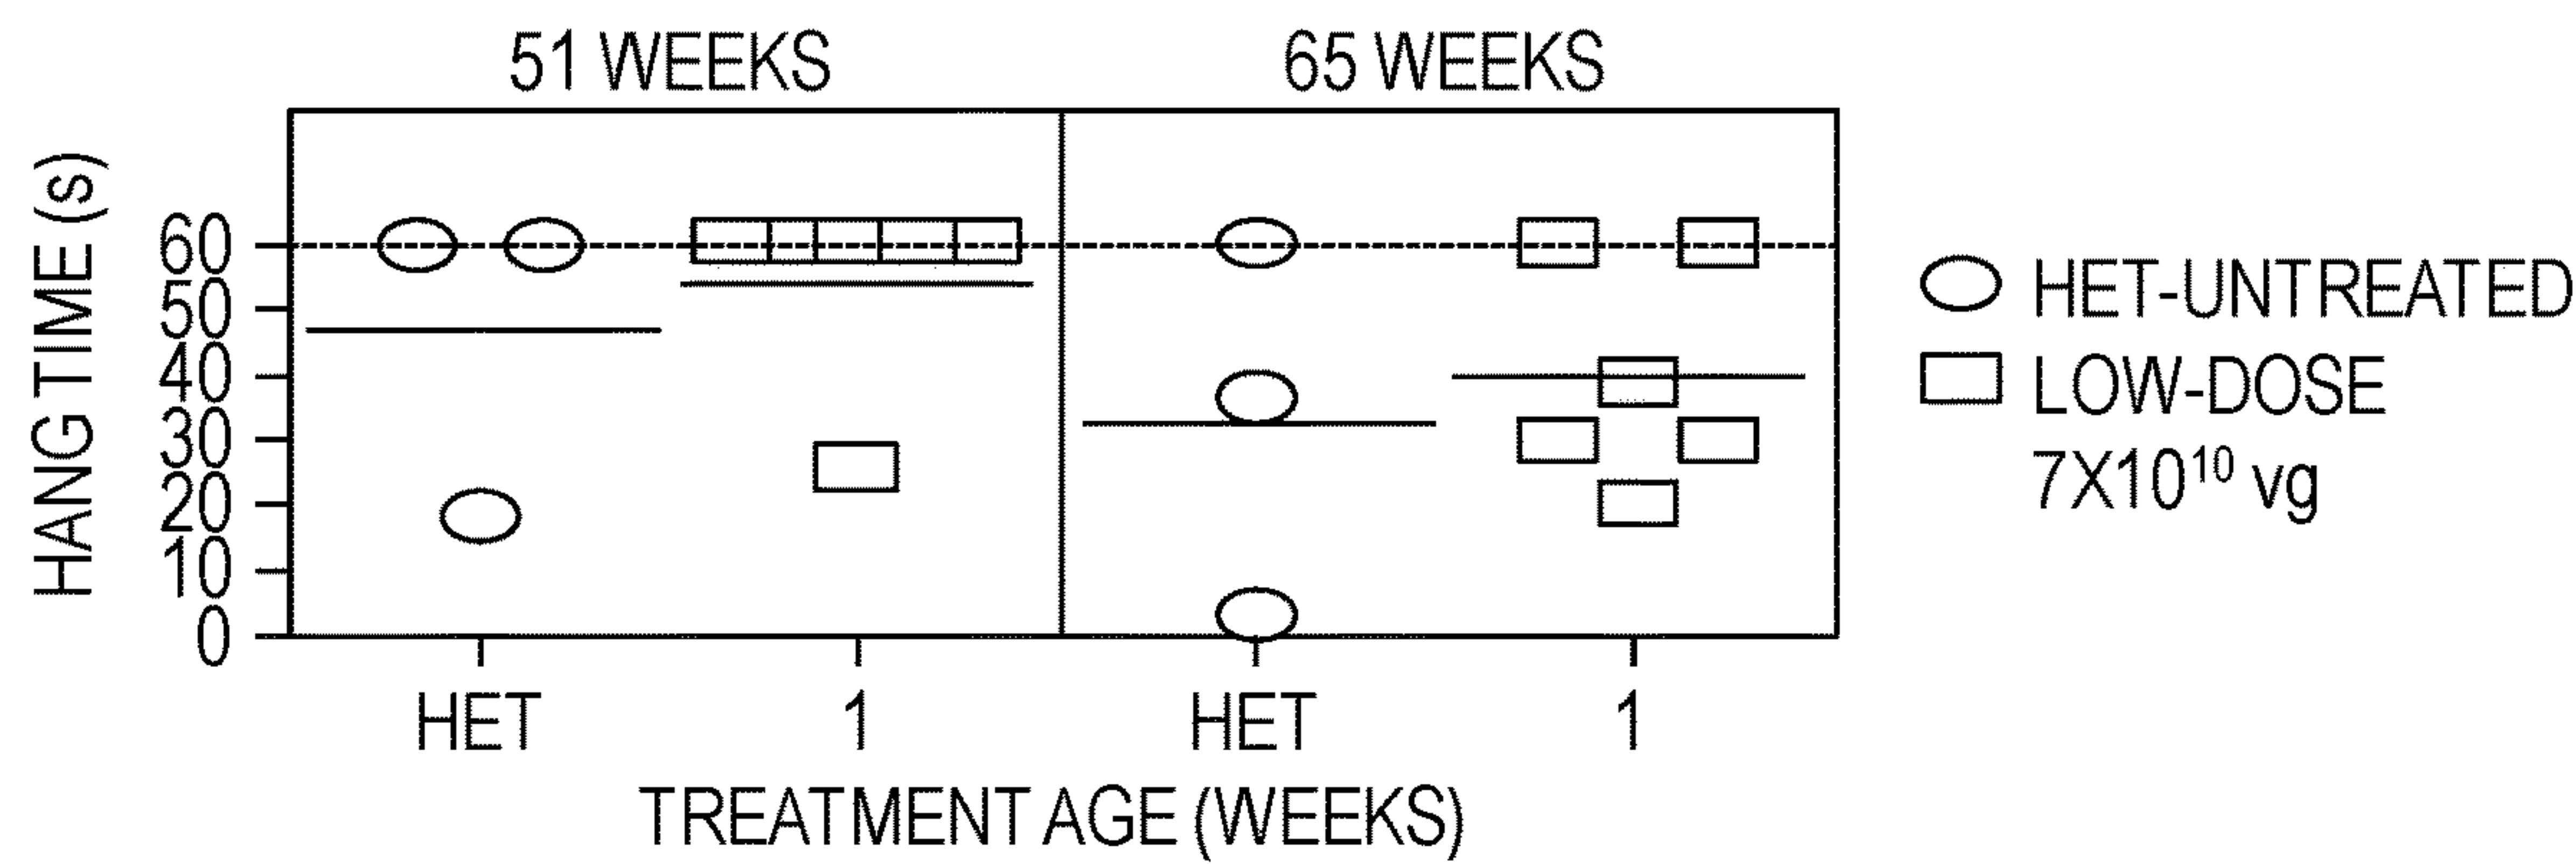 51 WEEKS
65 WEEKS
HANG TIME (s)
60
50
40
30
20
10
0
HET
1
HET
1
TREATMENT AGE (WEEKS)
HET-UNTREATED
LOW-DOSE
7X10¹⁰ vg